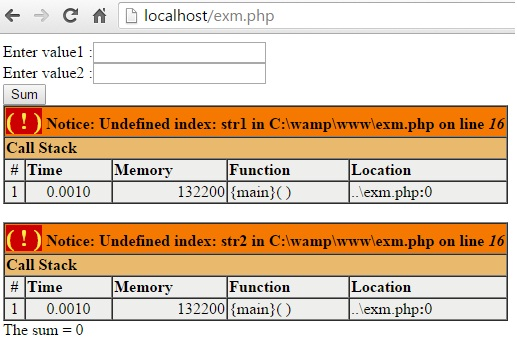 localhost/exm.php
Enter value1 :
Enter value2 :
Sum
( ! ) Notice: Undefined index: str1 in C:\wamp\www\exm.php on line 16
Call Stack
# Time Memory Function Location
1 0.0010 132200 {main}( ) ..\exm.php:0
( ! ) Notice: Undefined index: str2 in C:\wamp\www\exm.php on line 16
Call Stack
# Time Memory Function Location
1 0.0010 132200 {main}( ) ..\exm.php:0
The sum = 0